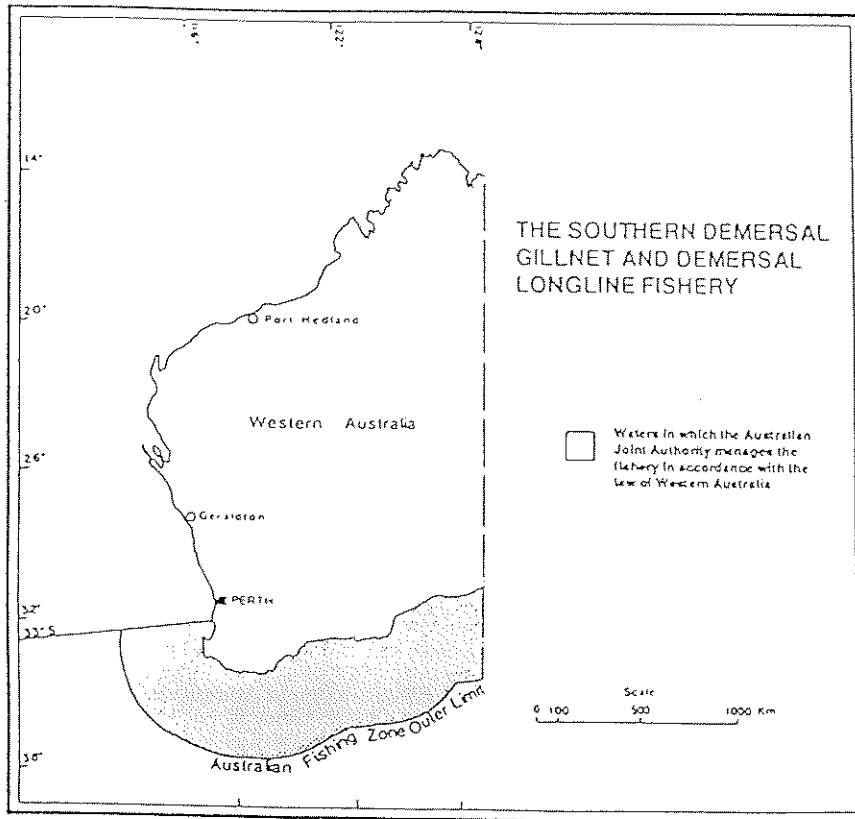 122°
14°
THE SOUTHERN DEMERSAL
GILLNET AND DEMERSAL
LONGLINE FISHERY
20°
Port Hedland
Western Australia
Waters in which the Australian
Joint Authority manages the
fishery in accordance with the
law of Western Australia
26°
Geraldton
PERTH
32°
33°S
Scale
0 100 500 1000 Km
Australian Fishing Zone Outer Limit